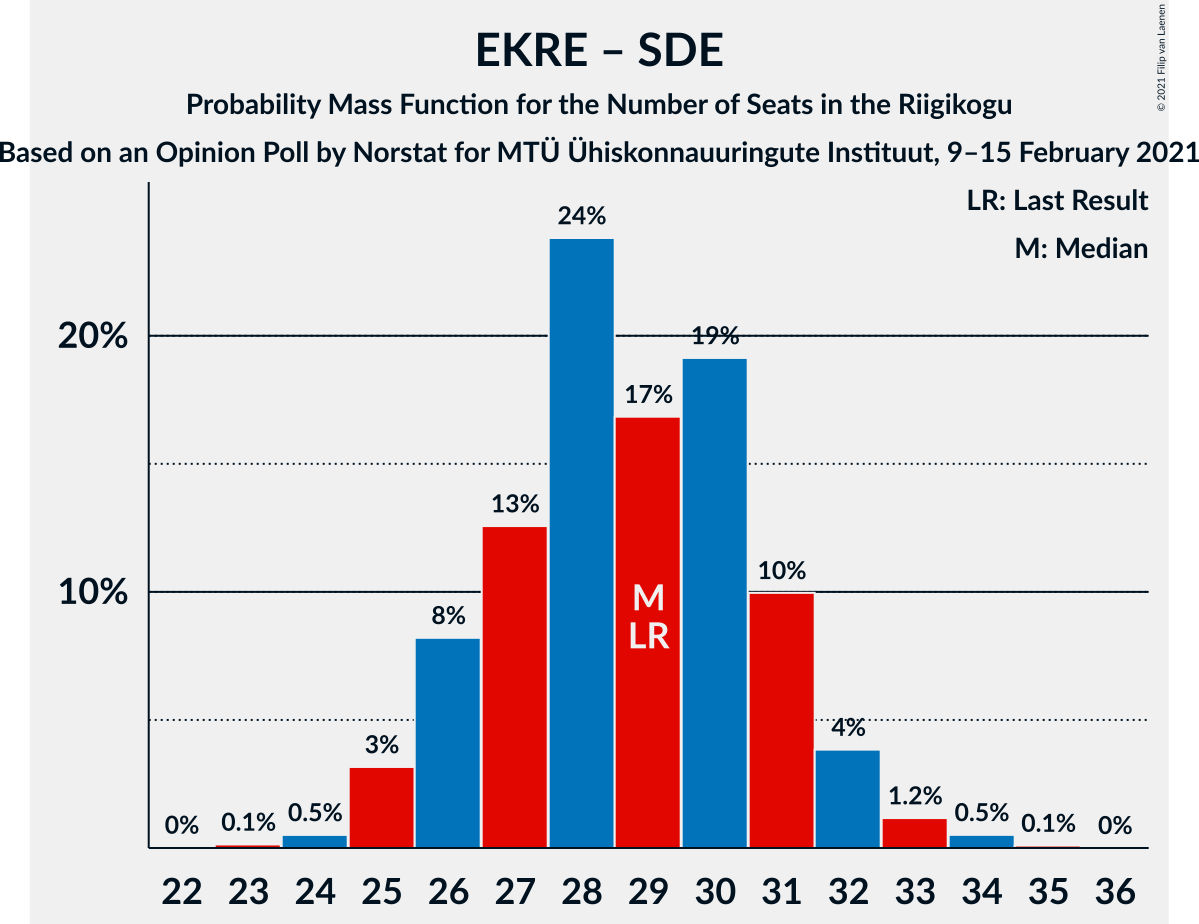 EKRE – SDE
Probability Mass Function for the Number of Seats in the Riigikogu
Based on an Opinion Poll by Norstat for MTÜ Ühiskonnauuringute Instituut, 9–15 February 2021
© 2021 Filip van Laenen
LR: Last Result
M: Median
20%
10%
0%
0.1%
0.5%
3%
8%
13%
24%
17%
19%
10%
4%
1.2%
0.5%
0.1%
0%
M
LR
22 23 24 25 26 27 28 29 30 31 32 33 34 35 36